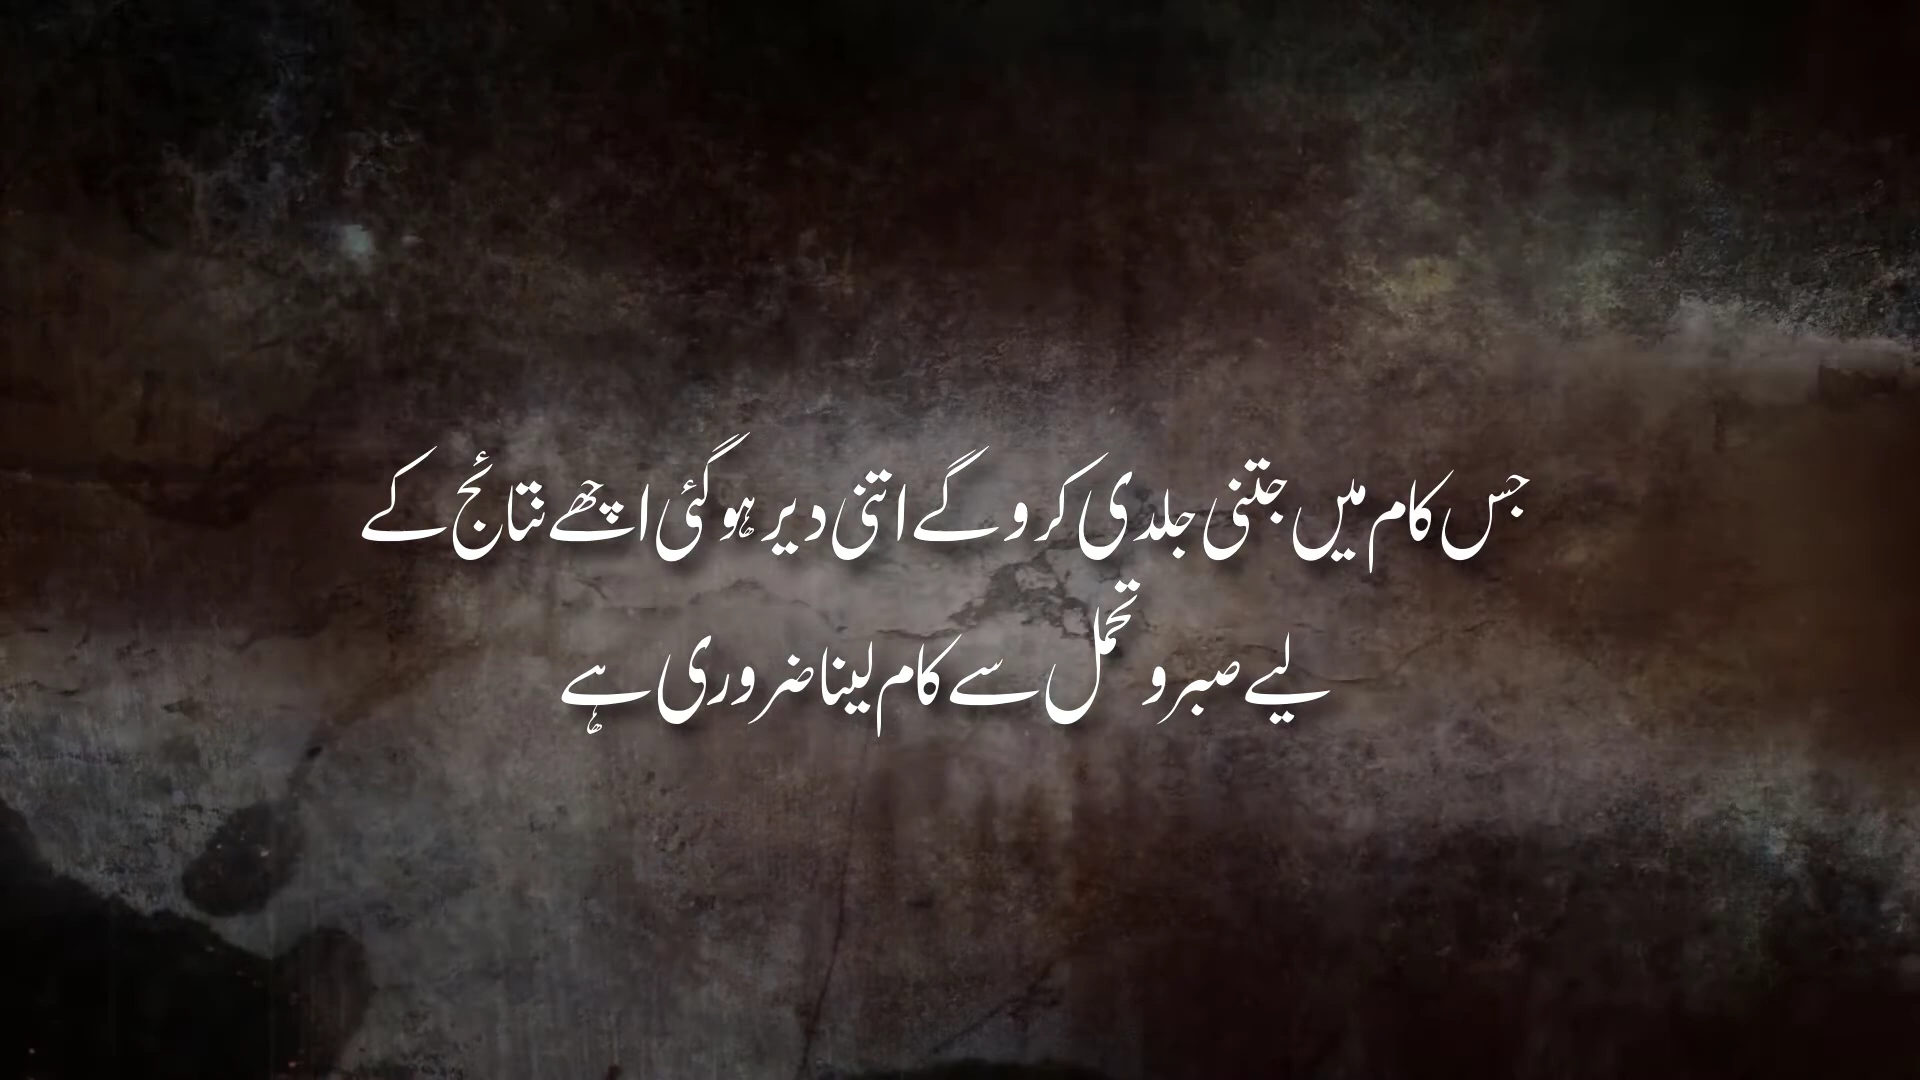 جس کام میں جتنی جلدی کرو گے اتنی دیر ہو گئی اچھے نتائج کے
لیے صبر و تحمل سے کام لینا ضروری ہے